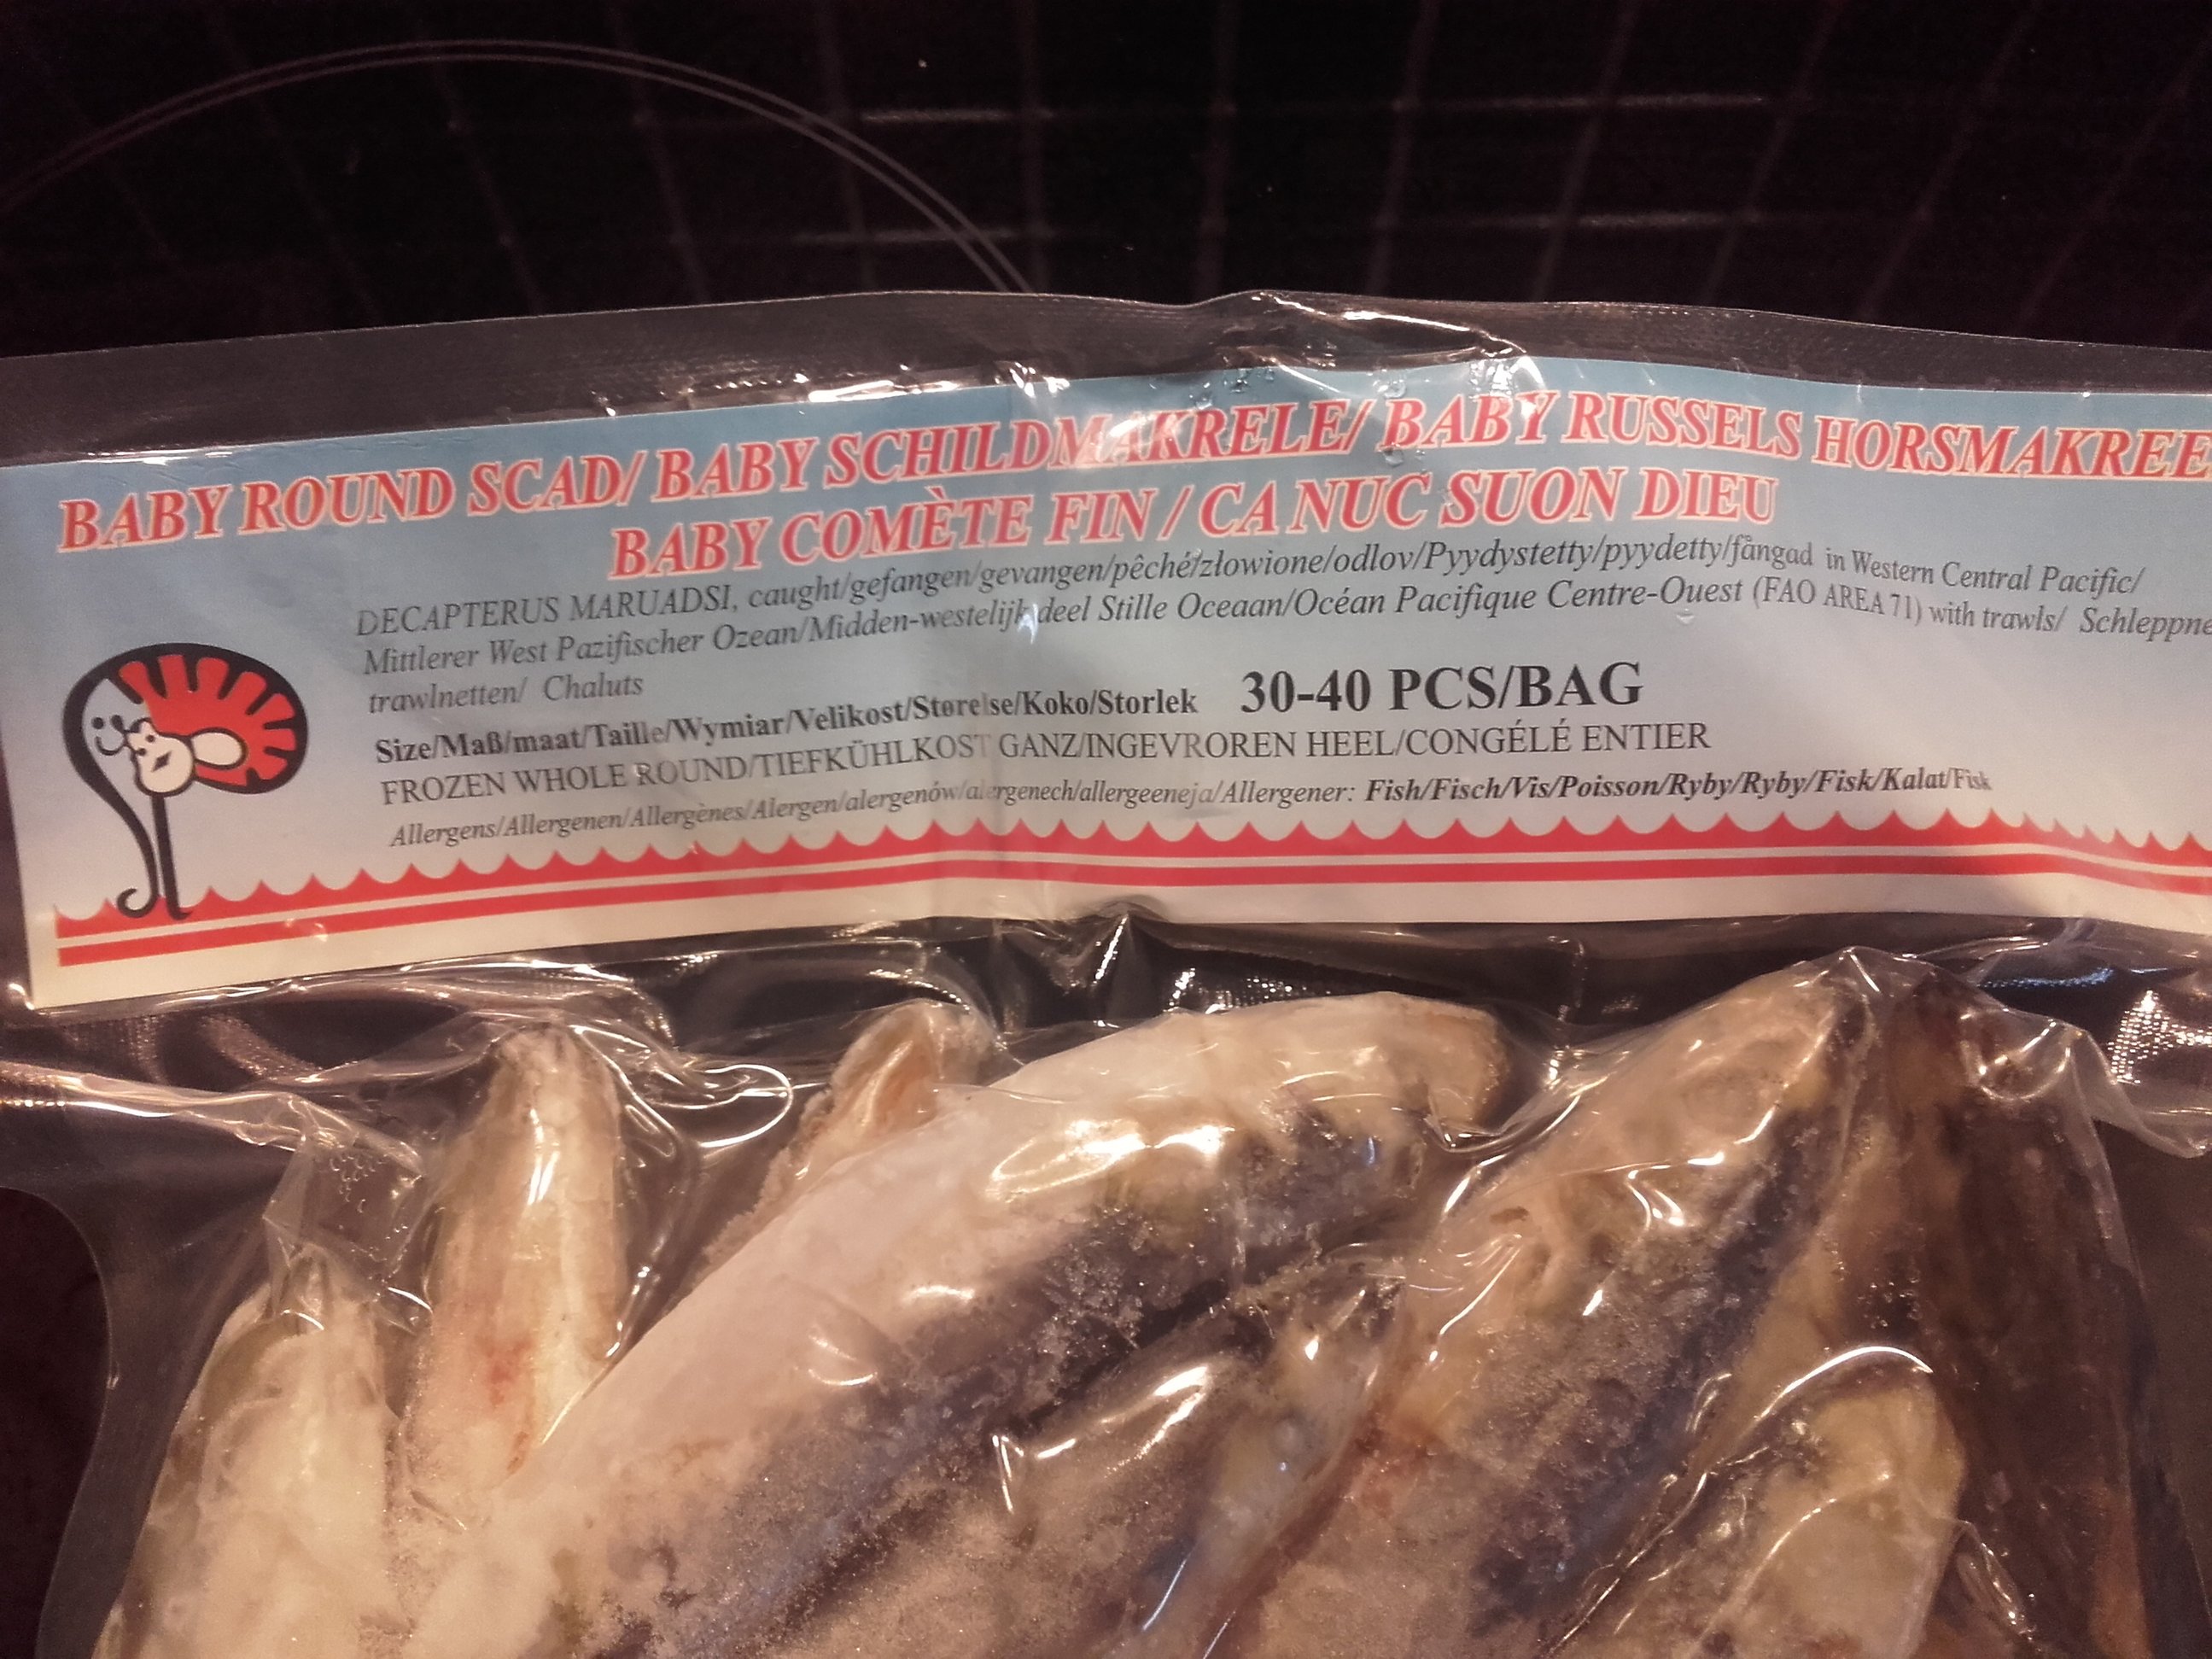 BABY ROUND SCAD/ BABY SCHILDMAKRELE/ BABY RUSSELS HORSMAKREE
BABY COMÈTE FIN / CA NUC SUON DIEU
DECAPTERUS MARUADSI, caught/gefangen/gevangen/pêché/złowione/odlov/Pyydystetty/pyydetty/fångad in Western Central Pacific/
Mittlerer West Pazifischer Ozean/Midden-westelijk deel Stille Oceaan/Océan Pacifique Centre-Ouest (FAO AREA 71) with trawls/ Schleppne
trawlnetten/ Chaluts
Size/Maß/maat/Taille/Wymiar/Velikost/Størelse/Koko/Storlek 30-40 PCS/BAG
FROZEN WHOLE ROUND/TIEFKÜHLKOST GANZ/INGEVROREN HEEL/CONGÉLÉ ENTIER
Allergens/Allergenen/Allergènes/Alergen/alergenów/alergenech/allergeeneja/Allergener: Fish/Fisch/Vis/Poisson/Ryby/Ryby/Fisk/Kalat/Fisk